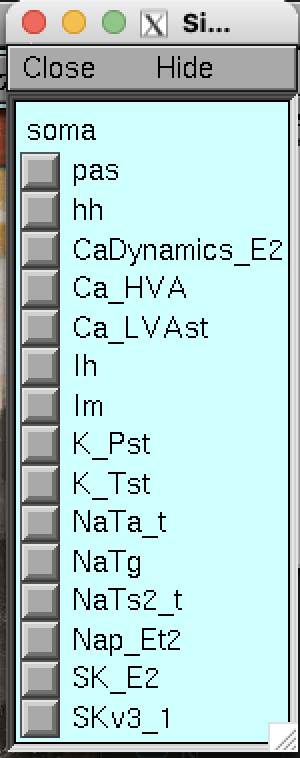 X Si...
Close Hide
soma
pas
hh
CaDynamics_E2
Ca_HVA
Ca_LVAst
Ih
Im
K_Pst
K_Tst
NaTa_t
NaTg
NaTs2_t
Nap_Et2
SK_E2
SKv3_1